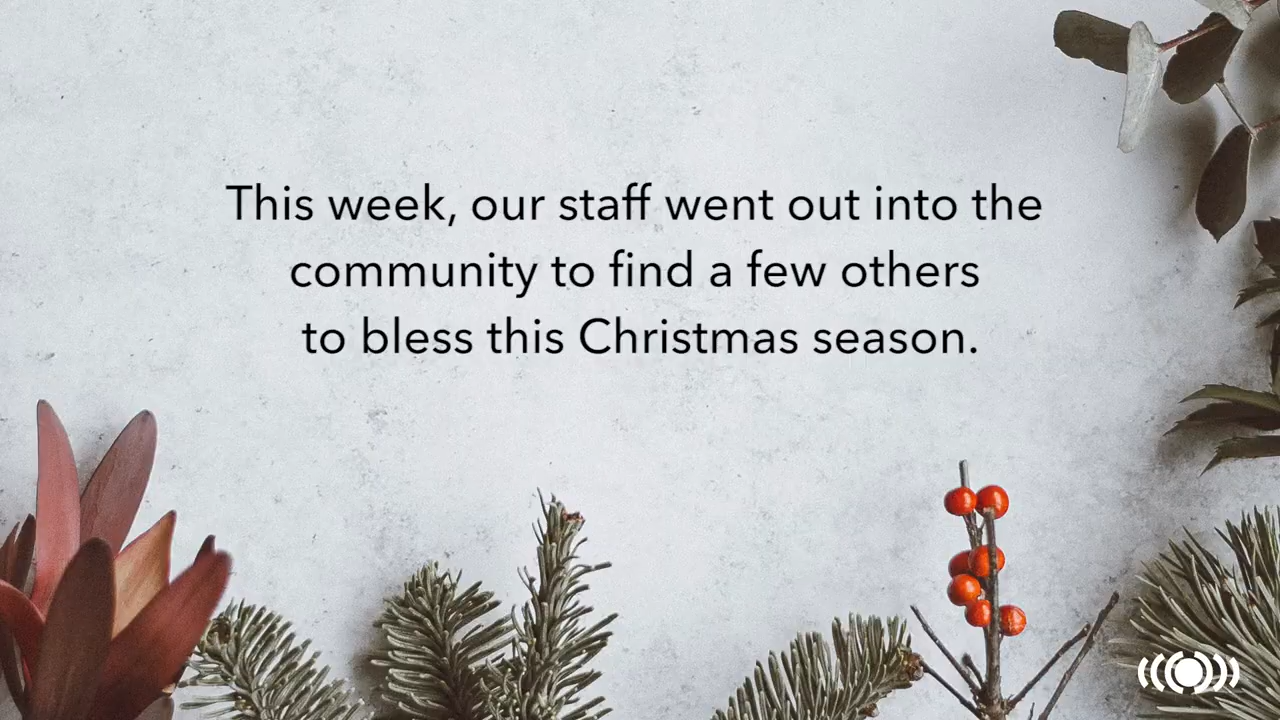 This week, our staff went out into the
community to find a few others
to bless this Christmas season.